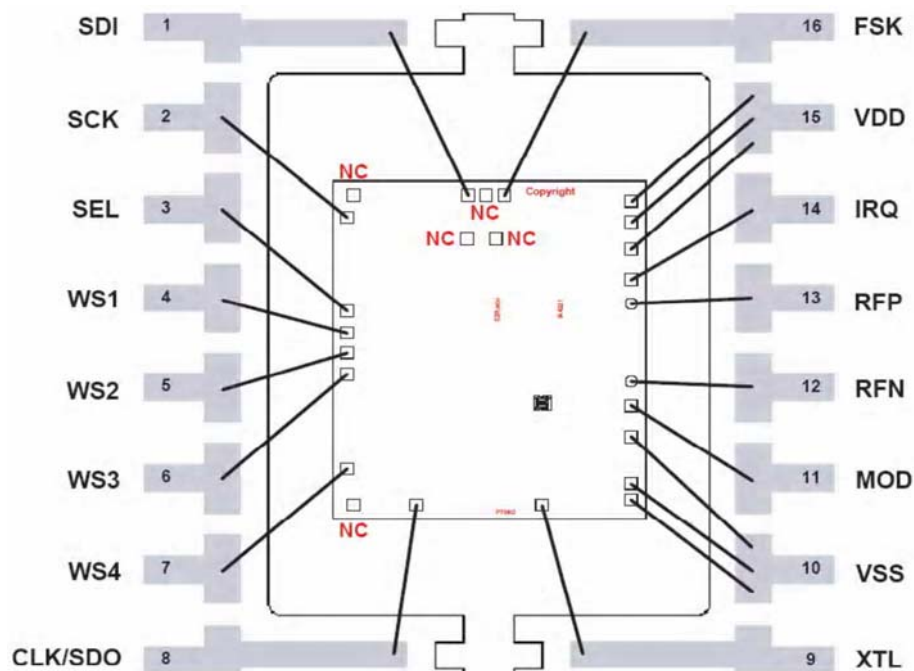 SDI 1 16 FSK
SCK 2 15 VDD
NC Copyright
SEL 3 NC 14 IRQ
NC NC
WS1 4 13 RFP
WS2 5 12 RFN
WS3 6 11 MOD
NC
WS4 7 10 VSS
CLK/SDO 8 9 XTL